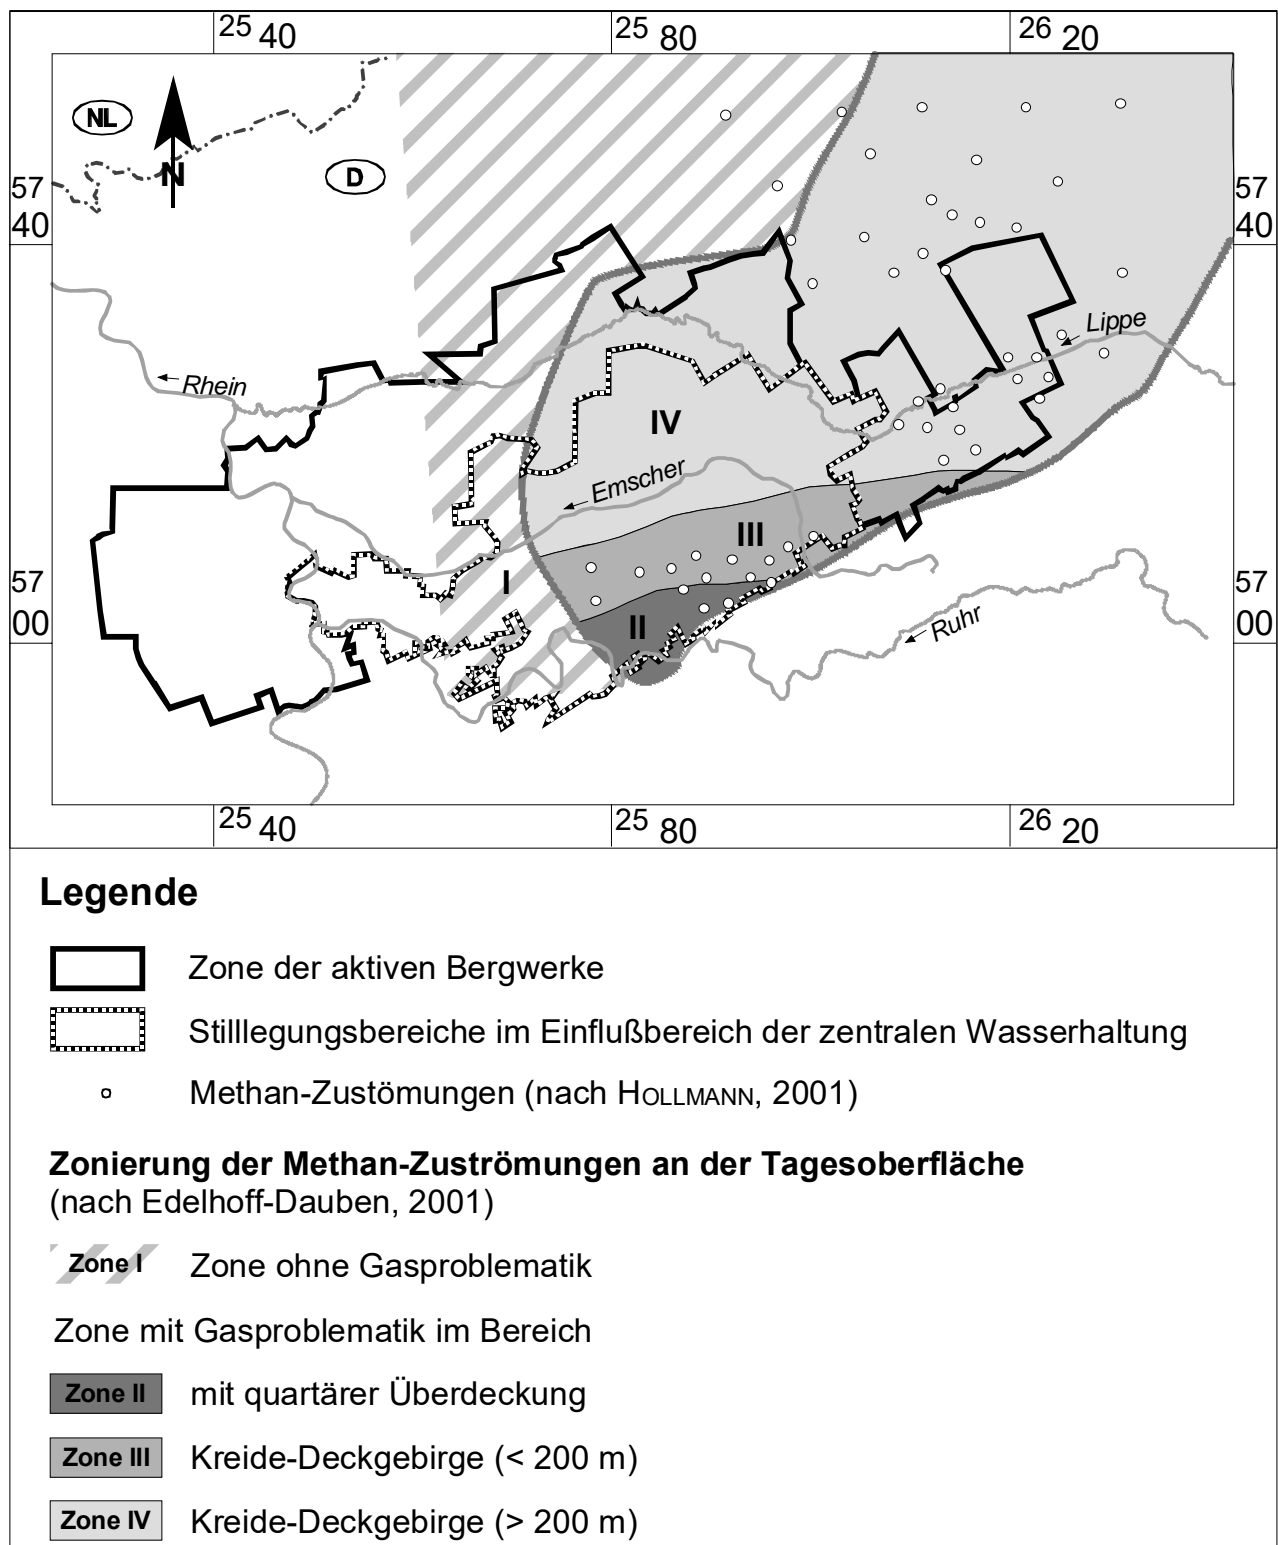 25 40 25 80 26 20
NL
N
D
57
40
57
40
Lippe
Rhein
IV
Emscher
III
I
57
00
57
00
II
Ruhr
25 40 25 80 26 20
Legende
Zone der aktiven Bergwerke
Stilllegungsbereiche im Einflußbereich der zentralen Wasserhaltung
Methan-Zustömungen (nach HOLLMANN, 2001)
Zonierung der Methan-Zuströmungen an der Tagesoberfläche
(nach Edelhoff-Dauben, 2001)
Zone I Zone ohne Gasproblematik
Zone mit Gasproblematik im Bereich
Zone II mit quartärer Überdeckung
Zone III Kreide-Deckgebirge (< 200 m)
Zone IV Kreide-Deckgebirge (> 200 m)